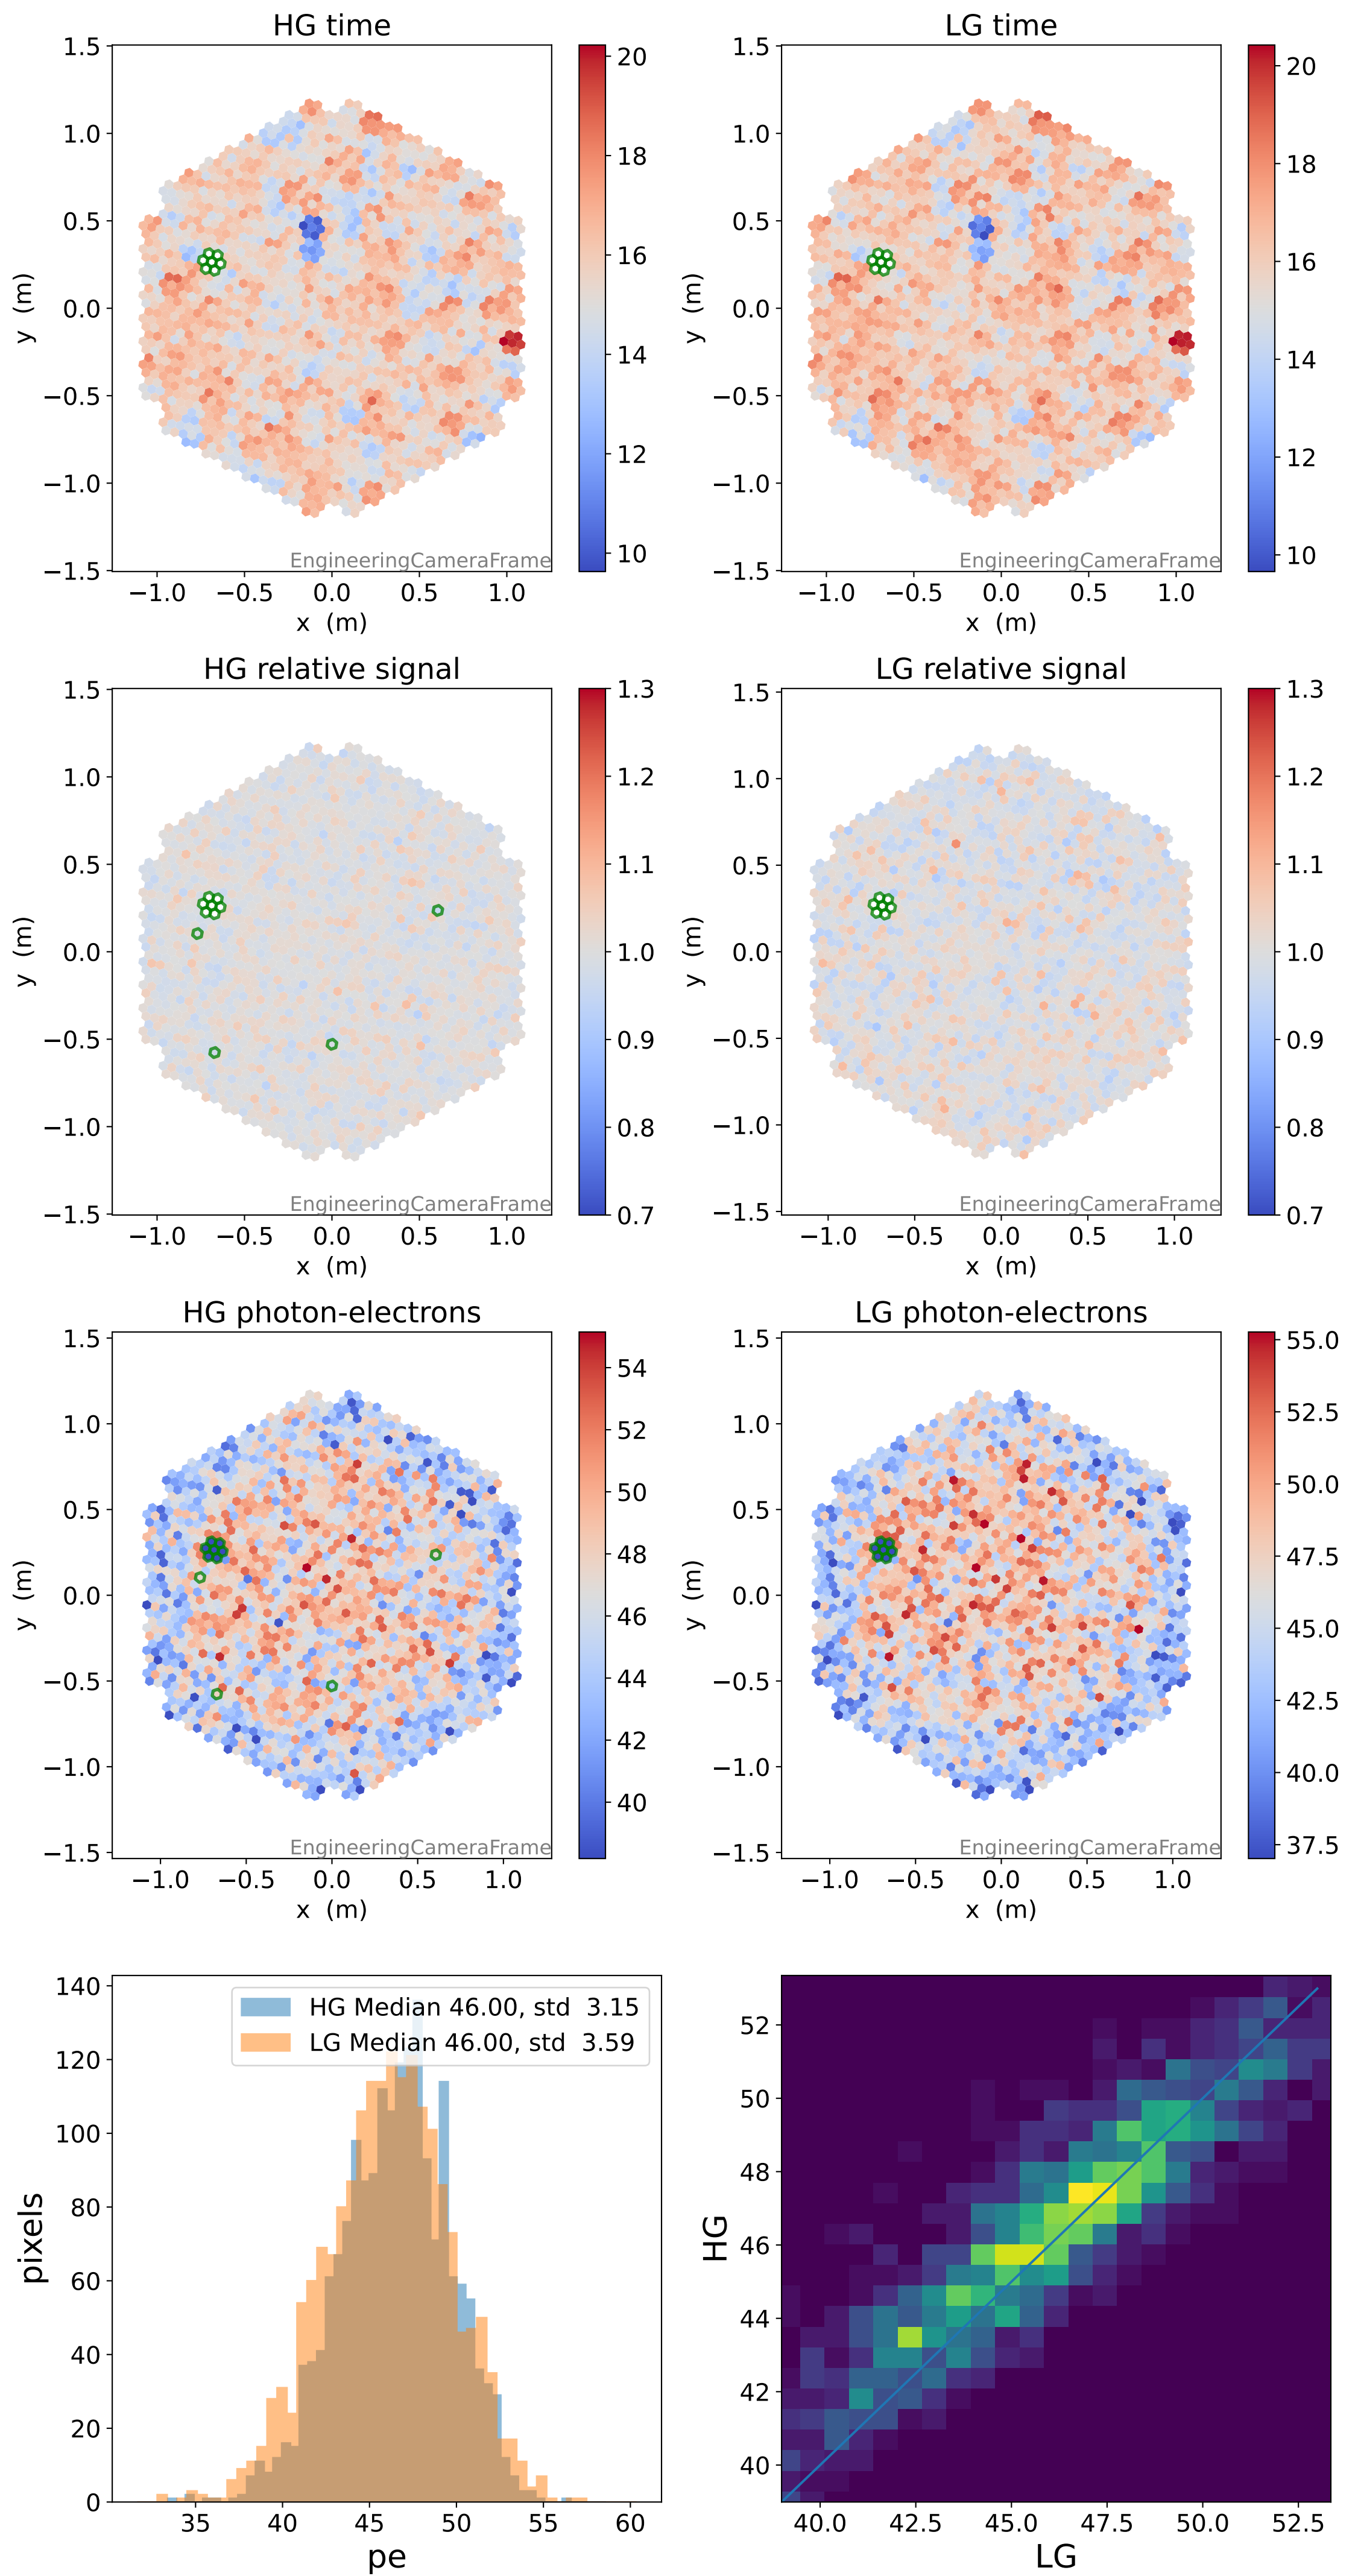 HG time
LG time
1.5
1.0
0.5
0.0
−0.5
−1.0
−1.5
y (m)
−1.0 −0.5 0.0 0.5 1.0
x (m)
EngineeringCameraFrame
20
18
16
14
12
10
1.5
1.0
0.5
0.0
−0.5
−1.0
−1.5
y (m)
−1.0 −0.5 0.0 0.5 1.0
x (m)
EngineeringCameraFrame
20
18
16
14
12
10
HG relative signal
LG relative signal
1.5
1.0
0.5
0.0
−0.5
−1.0
−1.5
y (m)
−1.0 −0.5 0.0 0.5 1.0
x (m)
EngineeringCameraFrame
1.3
1.2
1.1
1.0
0.9
0.8
0.7
1.5
1.0
0.5
0.0
−0.5
−1.0
−1.5
y (m)
−1.0 −0.5 0.0 0.5 1.0
x (m)
EngineeringCameraFrame
1.3
1.2
1.1
1.0
0.9
0.8
0.7
HG photon-electrons
LG photon-electrons
1.5
1.0
0.5
0.0
−0.5
−1.0
−1.5
y (m)
−1.0 −0.5 0.0 0.5 1.0
x (m)
EngineeringCameraFrame
54
52
50
48
46
44
42
40
1.5
1.0
0.5
0.0
−0.5
−1.0
−1.5
y (m)
−1.0 −0.5 0.0 0.5 1.0
x (m)
EngineeringCameraFrame
55.0
52.5
50.0
47.5
45.0
42.5
40.0
37.5
140
120
100
80
60
40
20
0
pixels
HG Median 46.00, std 3.15
LG Median 46.00, std 3.59
35 40 45 50 55 60
pe
52
50
48
46
44
42
40
HG
40.0 42.5 45.0 47.5 50.0 52.5
LG